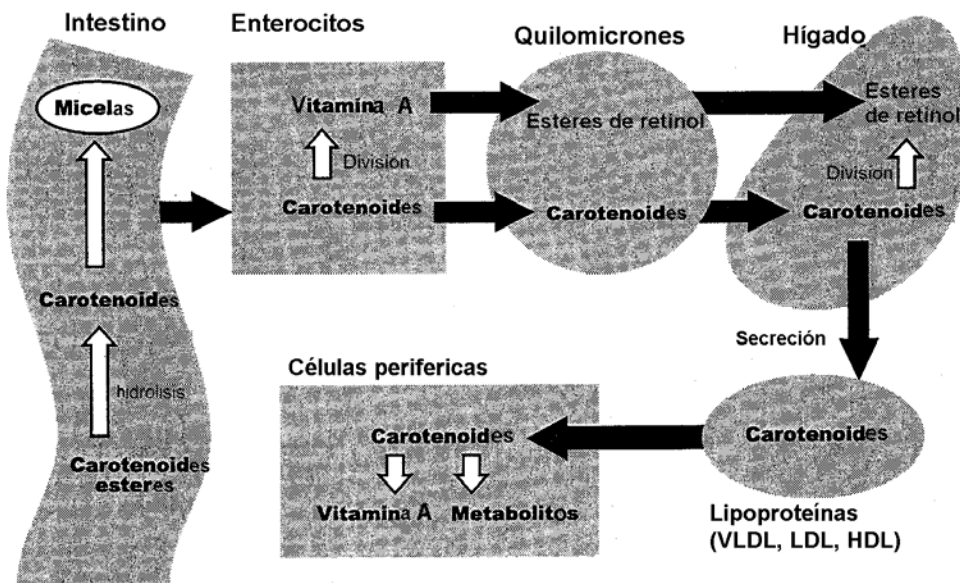 Intestino
Micelas
Carotenoides
hidrolisis
Carotenoides
esteres
Enterocitos
Vitamina A
División
Carotenoides
Quilomicrones
Esteres de retinol
Carotenoides
Hígado
Esteres
de retinol
División
Carotenoides
Secreción
Carotenoides
Lipoproteínas
(VLDL, LDL, HDL)
Células perifericas
Carotenoides
Vitamina A Metabolitos